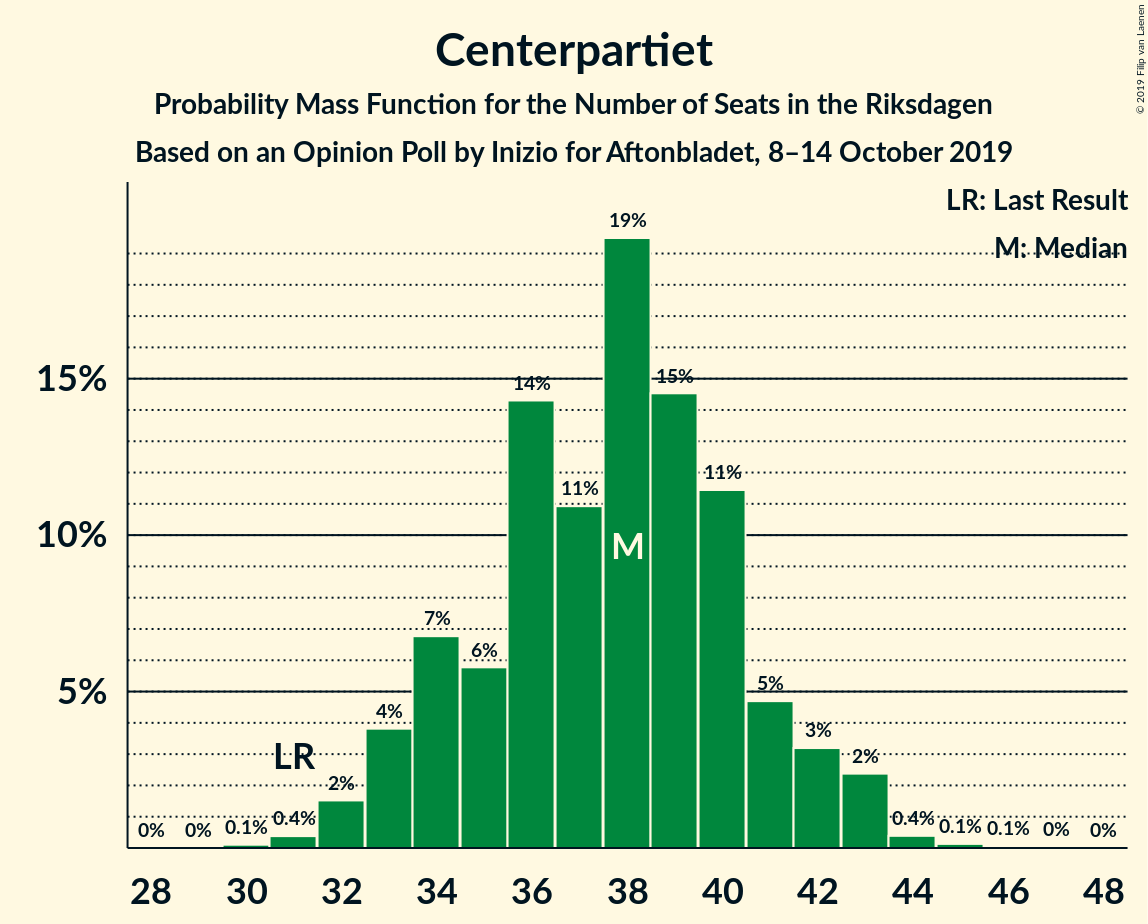 Centerpartiet
Probability Mass Function for the Number of Seats in the Riksdagen
Based on an Opinion Poll by Inizio for Aftonbladet, 8–14 October 2019
© 2019 Filip van Laenen
LR: Last Result
M: Median
15%
10%
5%
0%
0%
0.1%
0.4%
2%
4%
7%
6%
14%
11%
19%
15%
11%
5%
3%
2%
0.4%
0.1%
0.1%
0%
0%
LR
M
28 30 32 34 36 38 40 42 44 46 48